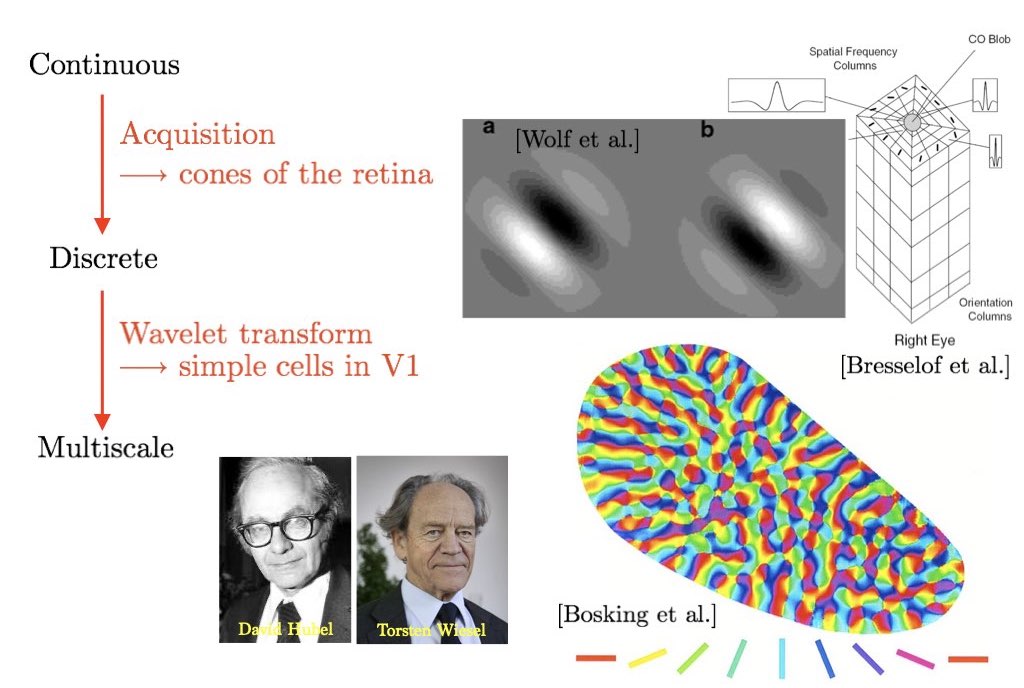 Continuous
Acquisition
⟶ cones of the retina
Discrete
Wavelet transform
⟶ simple cells in V1
Multiscale
David Hubel
Torsten Wiesel
a
[Wolf et al.]
b
Spatial Frequency
Columns
CO Blob
Orientation
Columns
Right Eye
[Bresselof et al.]
[Bosking et al.]